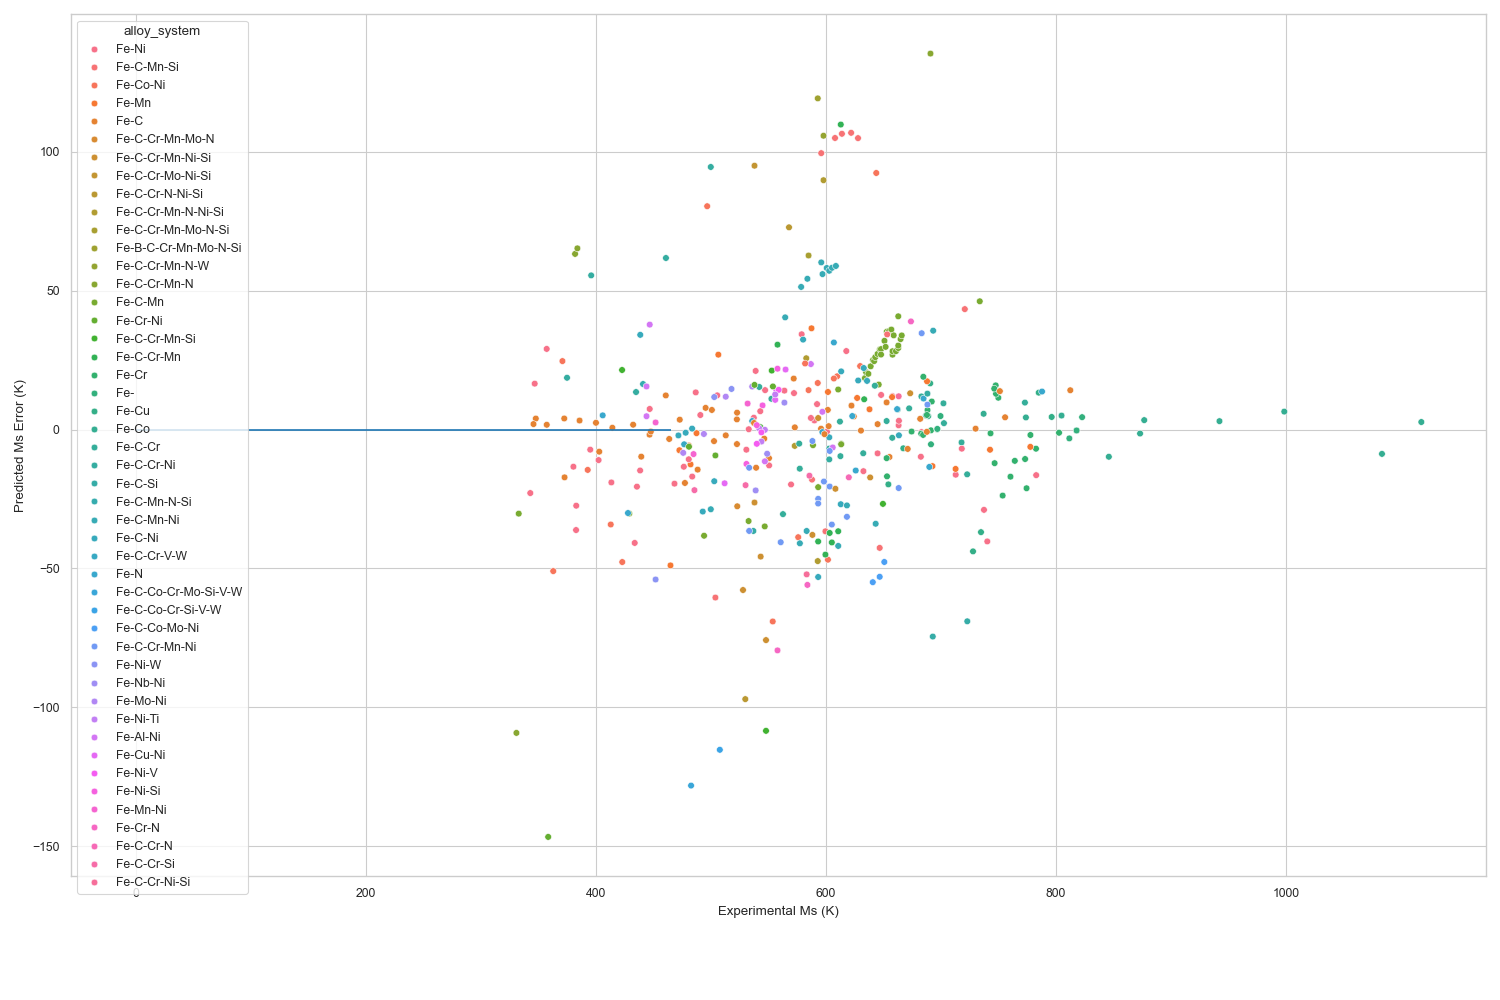 alloy_system
Fe-Ni
Fe-C-Mn-Si
Fe-Co-Ni
Fe-Mn
Fe-C
Fe-C-Cr-Mn-Mo-N
Fe-C-Cr-Mn-Ni-Si
Fe-C-Cr-Mo-Ni-Si
Fe-C-Cr-N-Ni-Si
Fe-C-Cr-Mn-N-Ni-Si
Fe-C-Cr-Mn-Mo-N-Si
Fe-B-C-Cr-Mn-Mo-N-Si
Fe-C-Cr-Mn-N-W
Fe-C-Cr-Mn-N
Fe-C-Mn
Fe-Cr-Ni
Fe-C-Cr-Mn-Si
Fe-C-Cr-Mn
Fe-Cr
Fe-
Fe-Cu
Fe-Co
Fe-C-Cr
Fe-C-Cr-Ni
Fe-C-Si
Fe-C-Mn-N-Si
Fe-C-Mn-Ni
Fe-C-Ni
Fe-C-Cr-V-W
Fe-N
Fe-C-Co-Cr-Mo-Si-V-W
Fe-C-Co-Cr-Si-V-W
Fe-C-Co-Mo-Ni
Fe-C-Cr-Mn-Ni
Fe-Ni-W
Fe-Nb-Ni
Fe-Mo-Ni
Fe-Ni-Ti
Fe-Al-Ni
Fe-Cu-Ni
Fe-Ni-V
Fe-Ni-Si
Fe-Mn-Ni
Fe-Cr-N
Fe-C-Cr-N
Fe-C-Cr-Si
Fe-C-Cr-Ni-Si
100
50
0
−50
−100
−150
Predicted Ms Error (K)
0
200
400
600
800
1000
Experimental Ms (K)